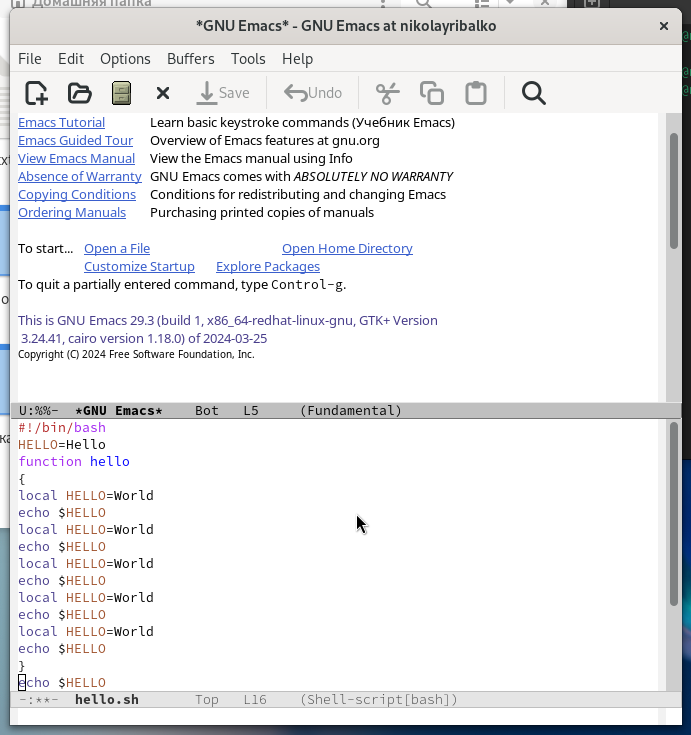 Домашняя папка
*GNU Emacs* - GNU Emacs at nikolayribalko
File Edit Options Buffers Tools Help
Save Undo
Emacs Tutorial Learn basic keystroke commands (Учебник Emacs)
Emacs Guided Tour Overview of Emacs features at gnu.org
View Emacs Manual View the Emacs manual using Info
Absence of Warranty GNU Emacs comes with ABSOLUTELY NO WARRANTY
Copying Conditions Conditions for redistributing and changing Emacs
Ordering Manuals Purchasing printed copies of manuals
To start... Open a File Open Home Directory
Customize Startup Explore Packages
To quit a partially entered command, type Control-g.
This is GNU Emacs 29.3 (build 1, x86_64-redhat-linux-gnu, GTK+ Version
3.24.41, cairo version 1.18.0) of 2024-03-25
Copyright (C) 2024 Free Software Foundation, Inc.
U:%%- *GNU Emacs* Bot L5 (Fundamental)
#!/bin/bash
HELLO=Hello
function hello
{
local HELLO=World
echo $HELLO
local HELLO=World
echo $HELLO
local HELLO=World
echo $HELLO
local HELLO=World
echo $HELLO
local HELLO=World
echo $HELLO
}
echo $HELLO
-:**- hello.sh Top L16 (Shell-script[bash])